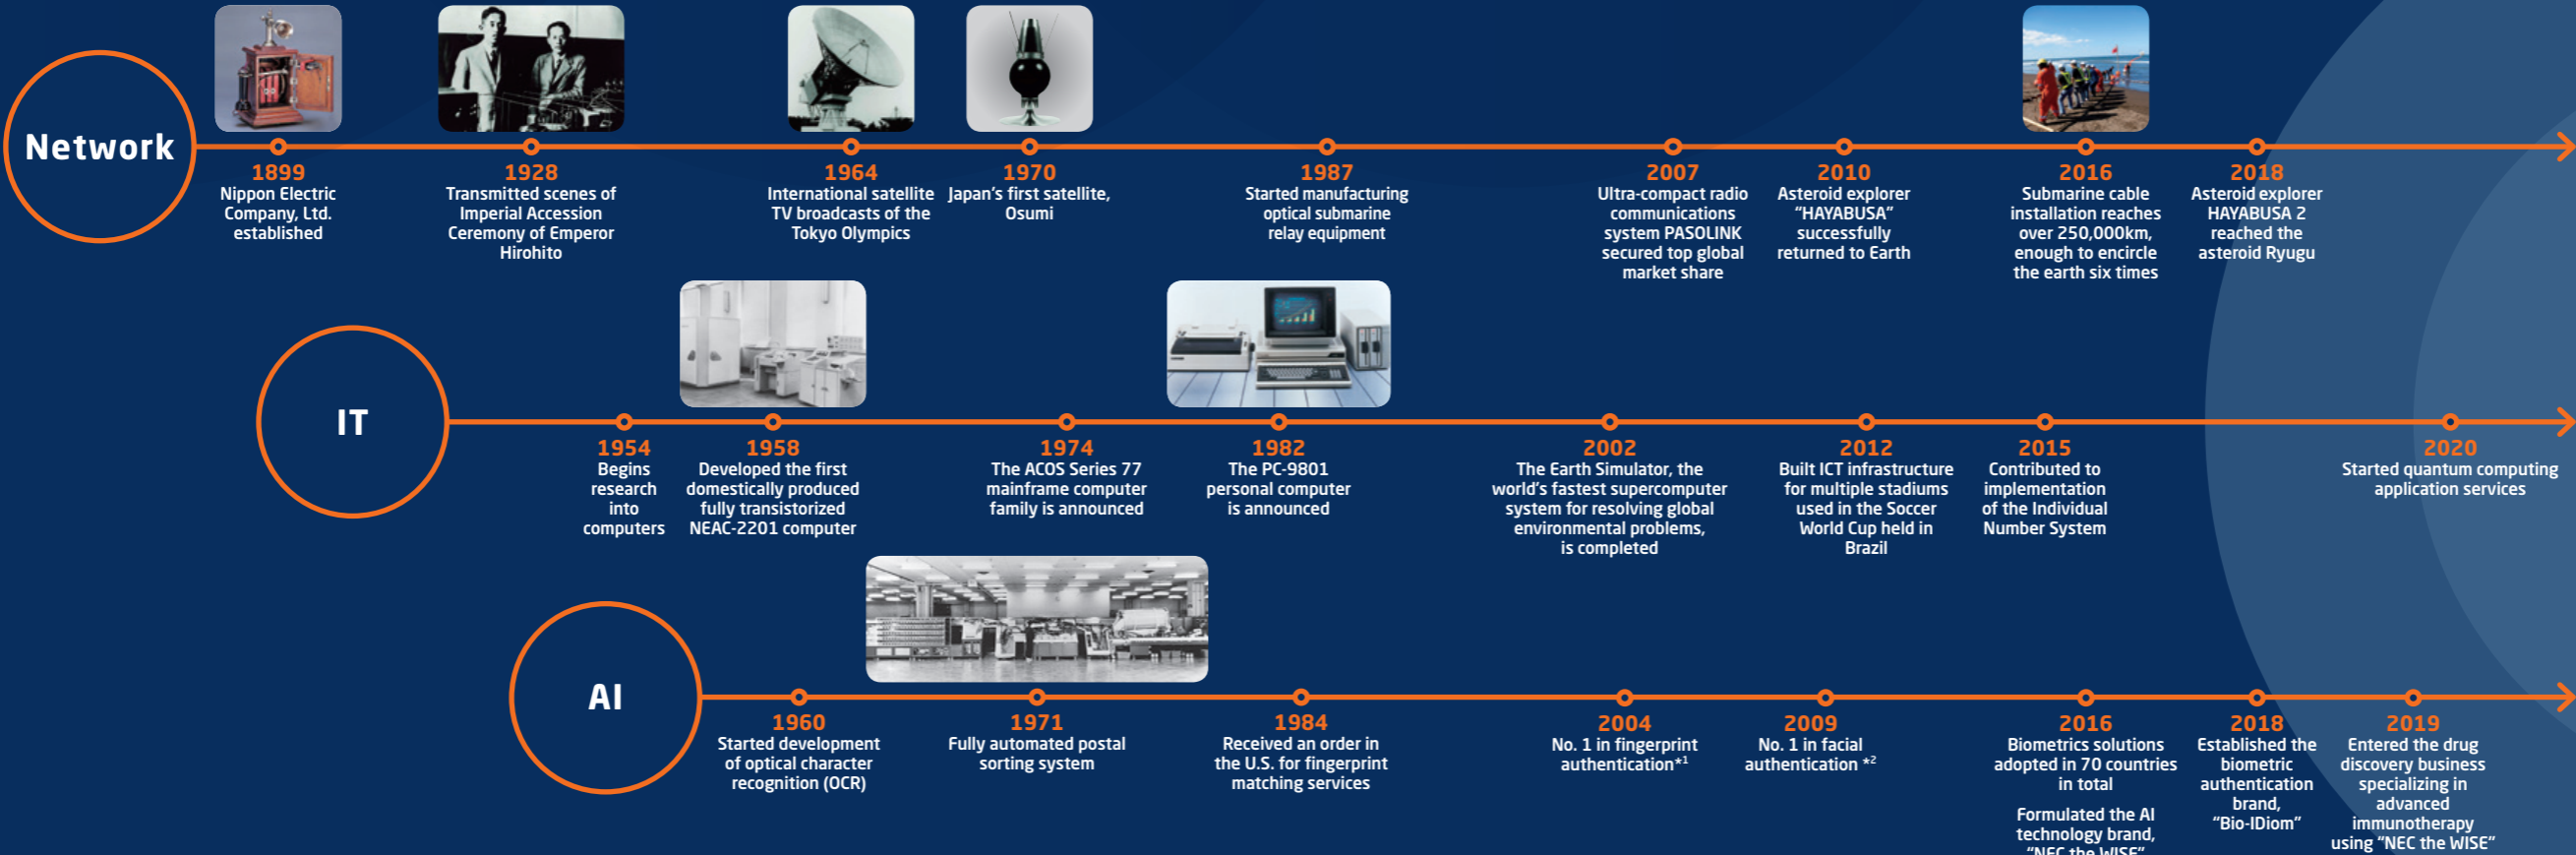 Network
1899
Nippon Electric
Company, Ltd.
established
1928
Transmitted scenes of
Imperial Accession
Ceremony of Emperor
Hirohito
1964
International satellite
TV broadcasts of the
Tokyo Olympics
1970
Japan's first satellite,
Osumi
1987
Started manufacturing
optical submarine
relay equipment
2007
Ultra-compact radio
communications
system PASOLINK
secured top global
market share
2010
Asteroid explorer
“HAYABUSA”
successfully
returned to Earth
2016
Submarine cable
installation reaches
over 250,000km,
enough to encircle
the earth six times
2018
Asteroid explorer
HAYABUSA 2
reached the
asteroid Ryugu
IT
1954
Begins
research
into
computers
1958
Developed the first
domestically produced
fully transistorized
NEAC-2201 computer
1974
The ACOS Series 77
mainframe computer
family is announced
1982
The PC-9801
personal computer
is announced
2002
The Earth Simulator, the
world's fastest supercomputer
system for resolving global
environmental problems,
is completed
2012
Built ICT infrastructure
for multiple stadiums
used in the Soccer
World Cup held in
Brazil
2015
Contributed to
implementation
of the Individual
Number System
2020
Started quantum computing
application services
AI
1960
Started development
of optical character
recognition (OCR)
1971
Fully automated postal
sorting system
1984
Received an order in
the U.S. for fingerprint
matching services
2004
No. 1 in fingerprint
authentication*1
2009
No. 1 in facial
authentication *2
2016
Biometrics solutions
adopted in 70 countries
in total
Formulated the AI
technology brand,
“NEC the WISE”
2018
Established the
biometric
authentication
brand,
“Bio-IDiom”
2019
Entered the drug
discovery business
specializing in
advanced
immunotherapy
using “NEC the WISE”